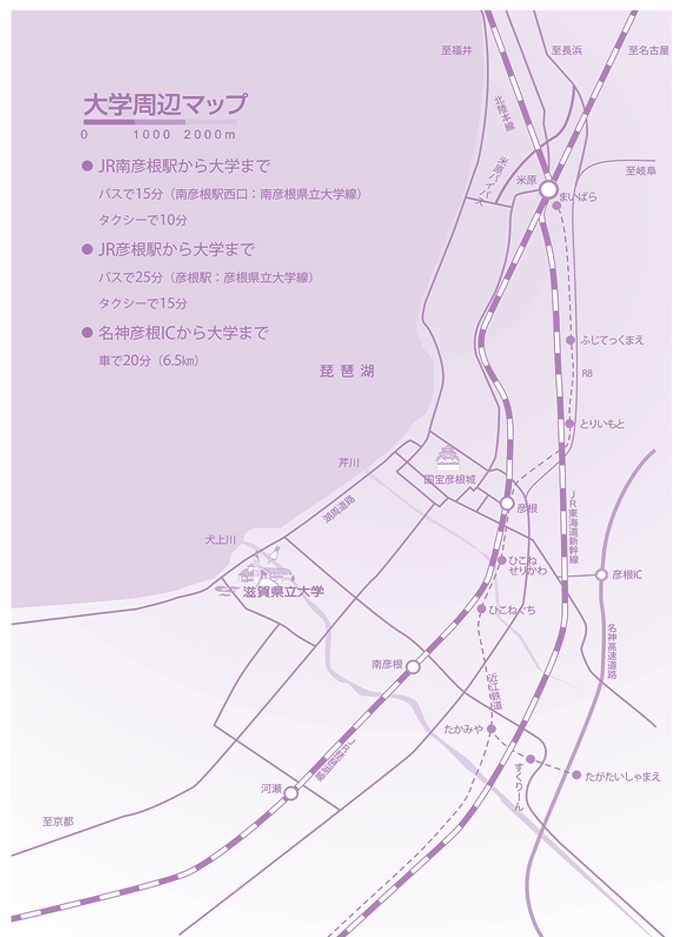 至福井
至長浜
至名古屋
大学周辺マップ
0 1000 2000m
北陸本線
● JR南彦根駅から大学まで
バスで15分（南彦根駅西口：南彦根県立大学線）
タクシーで10分
● JR彦根駅から大学まで
バスで25分（彦根駅：彦根県立大学線）
タクシーで15分
● 名神彦根ICから大学まで
車で20分（6.5㎞）
米原バイパス
米原
至岐阜
まいばら
ふじてっくまえ
琵琶湖
R8
とりいもと
芹川
国宝彦根城
湖周道路
彦根
JR東海道新幹線
犬上川
ひこね
せりかわ
彦根IC
滋賀県立大学
ひこねぐち
名神高速道路
南彦根
近江鉄道
たかみや
すくりーん
たがたいしゃまえ
河瀬
至京都